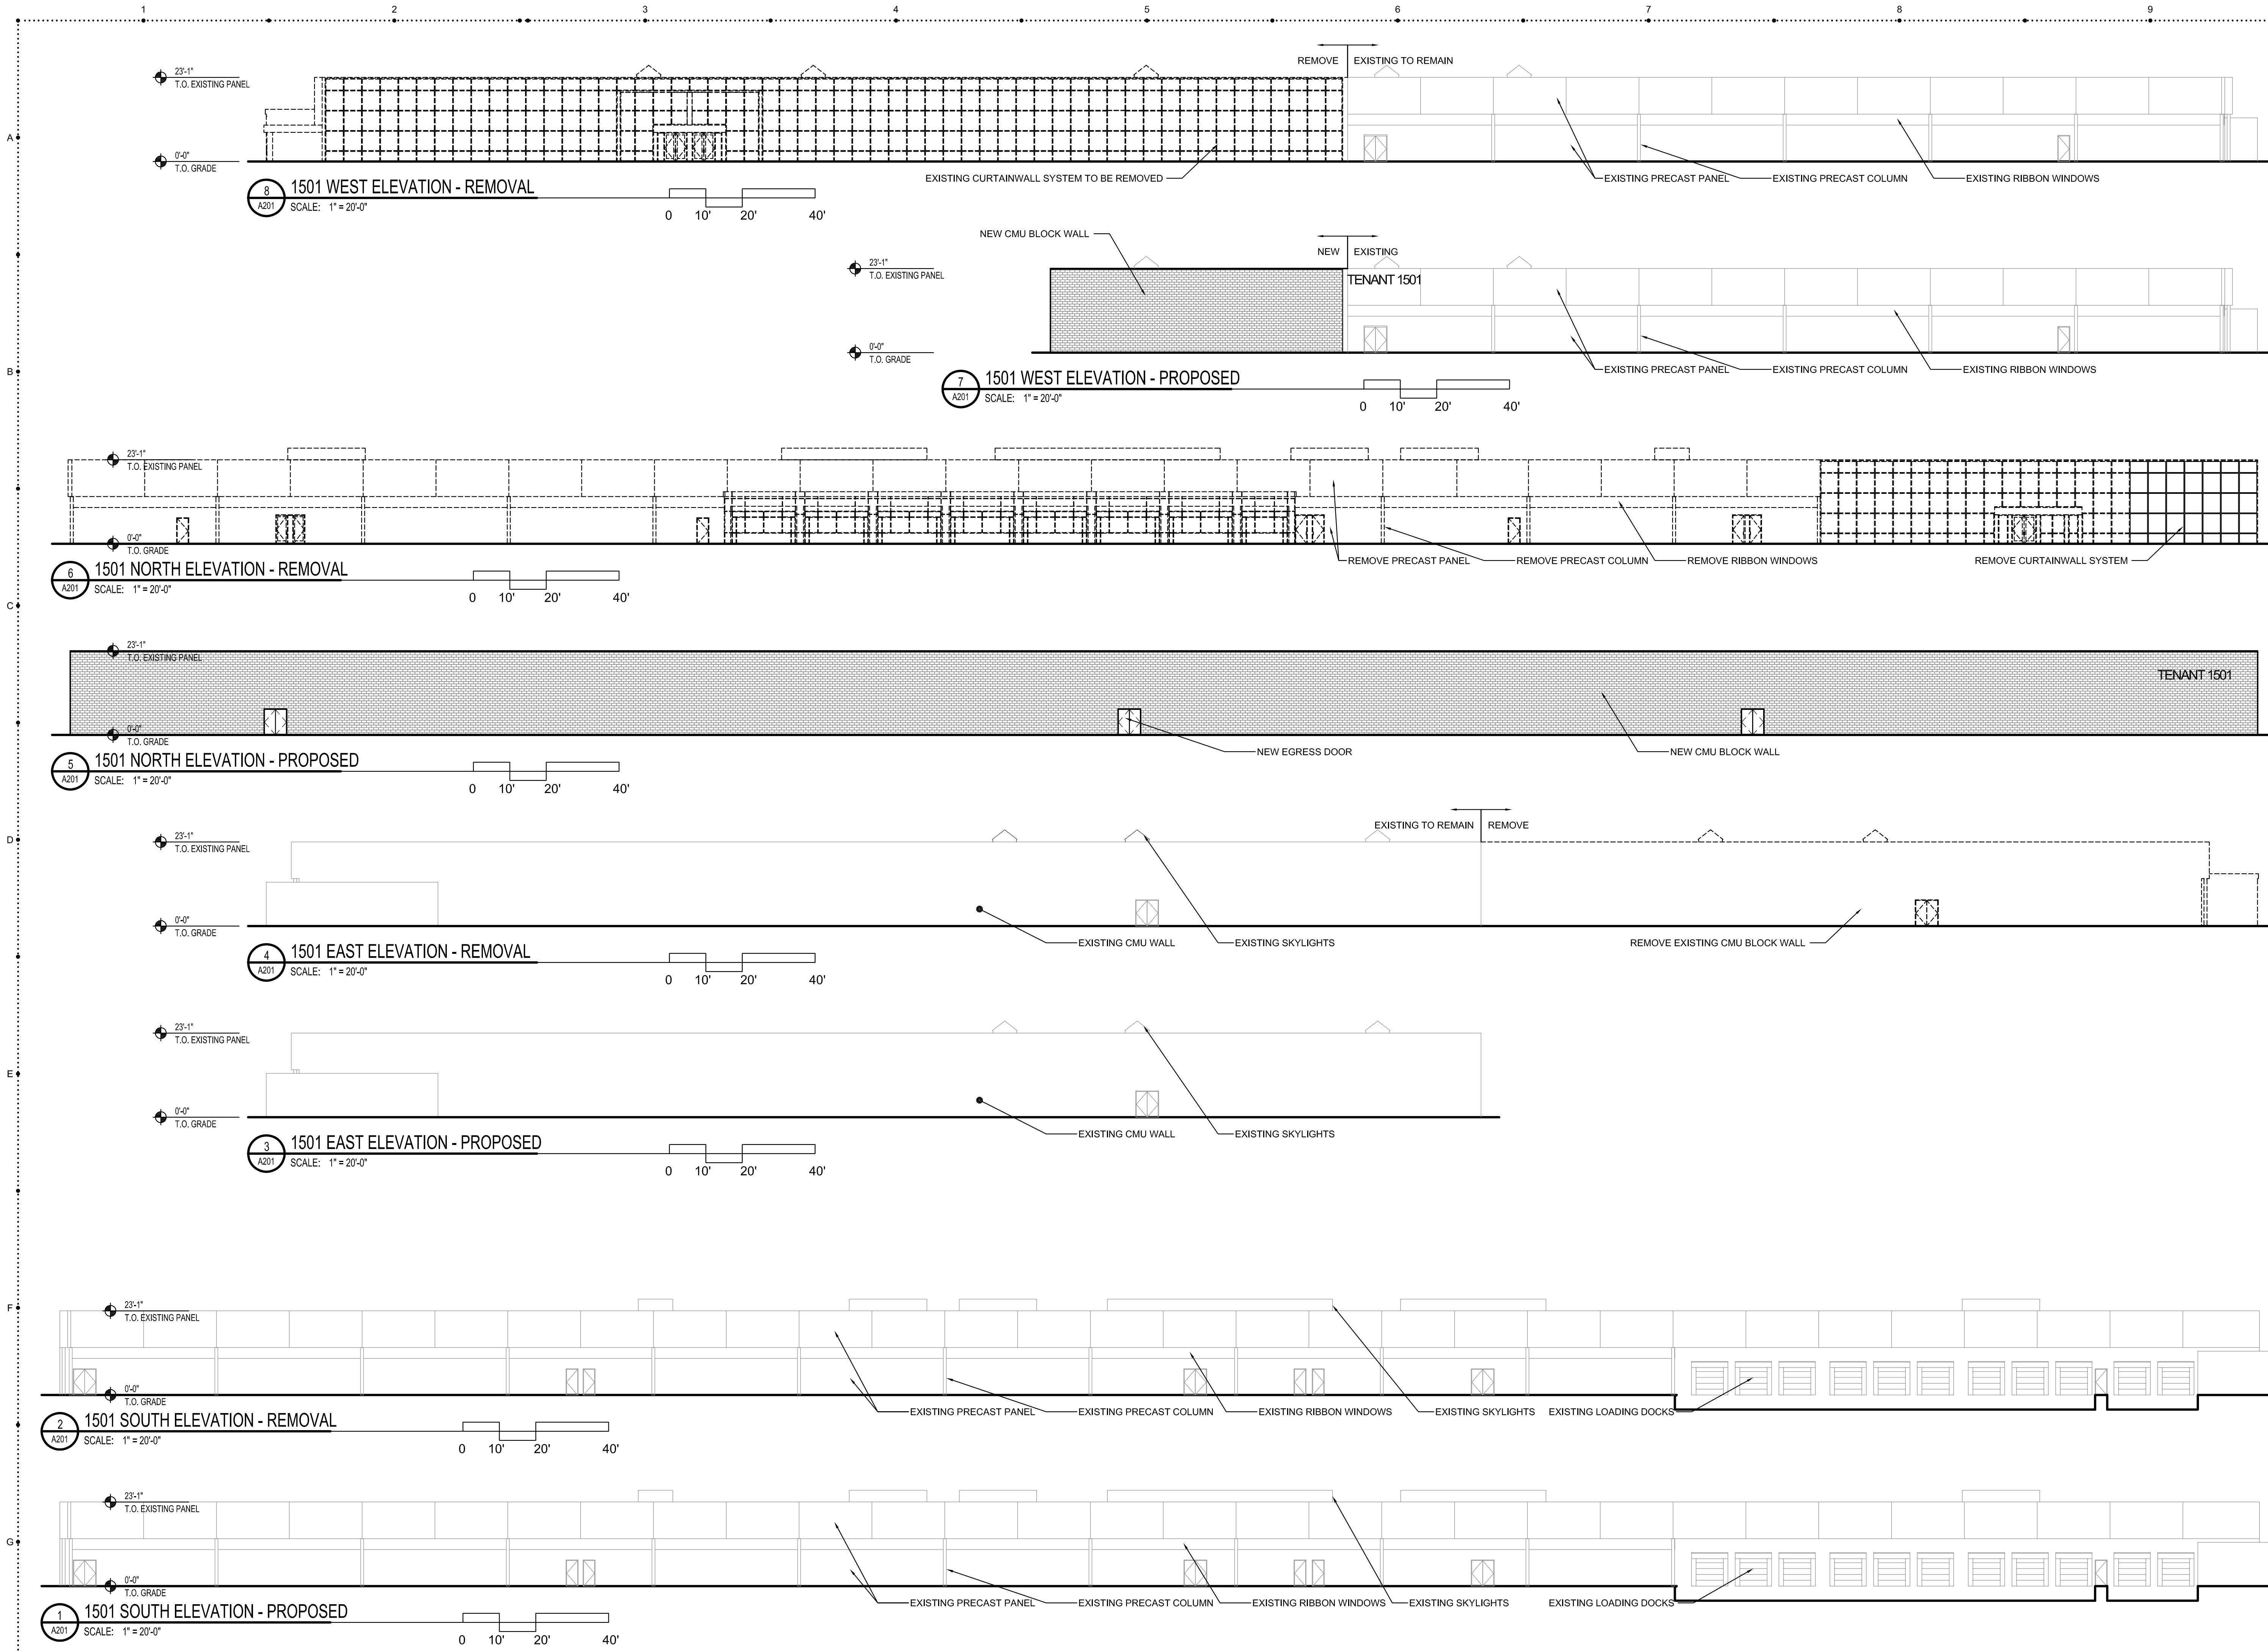 1 2 3 4 5 6 7 8 9
REMOVE EXISTING TO REMAIN
23'-1"
T.O. EXISTING PANEL
A
0'-0"
T.O. GRADE
EXISTING CURTAINWALL SYSTEM TO BE REMOVED EXISTING PRECAST PANEL EXISTING PRECAST COLUMN EXISTING RIBBON WINDOWS
8 1501 WEST ELEVATION - REMOVAL
A201 SCALE: 1" = 20'-0"
0 10' 20' 40'
NEW CMU BLOCK WALL
NEW EXISTING
23'-1"
T.O. EXISTING PANEL
TENANT 1501
0'-0"
T.O. GRADE
B
EXISTING PRECAST PANEL EXISTING PRECAST COLUMN EXISTING RIBBON WINDOWS
7 1501 WEST ELEVATION - PROPOSED
A201 SCALE: 1" = 20'-0"
0 10' 20' 40'
23'-1"
T.O. EXISTING PANEL
0'-0"
T.O. GRADE
REMOVE PRECAST PANEL REMOVE PRECAST COLUMN REMOVE RIBBON WINDOWS REMOVE CURTAINWALL SYSTEM
6 1501 NORTH ELEVATION - REMOVAL
A201 SCALE: 1" = 20'-0"
0 10' 20' 40'
C
23'-1"
T.O. EXISTING PANEL
TENANT 1501
0'-0"
T.O. GRADE
NEW EGRESS DOOR NEW CMU BLOCK WALL
5 1501 NORTH ELEVATION - PROPOSED
A201 SCALE: 1" = 20'-0"
0 10' 20' 40'
EXISTING TO REMAIN REMOVE
D
23'-1"
T.O. EXISTING PANEL
0'-0"
T.O. GRADE
EXISTING CMU WALL EXISTING SKYLIGHTS REMOVE EXISTING CMU BLOCK WALL
4 1501 EAST ELEVATION - REMOVAL
A201 SCALE: 1" = 20'-0"
0 10' 20' 40'
23'-1"
T.O. EXISTING PANEL
E
0'-0"
T.O. GRADE
EXISTING CMU WALL EXISTING SKYLIGHTS
3 1501 EAST ELEVATION - PROPOSED
A201 SCALE: 1" = 20'-0"
0 10' 20' 40'
F
23'-1"
T.O. EXISTING PANEL
0'-0"
T.O. GRADE
EXISTING PRECAST PANEL EXISTING PRECAST COLUMN EXISTING RIBBON WINDOWS EXISTING SKYLIGHTS EXISTING LOADING DOCKS
2 1501 SOUTH ELEVATION - REMOVAL
A201 SCALE: 1" = 20'-0"
0 10' 20' 40'
23'-1"
T.O. EXISTING PANEL
G
0'-0"
T.O. GRADE
EXISTING PRECAST PANEL EXISTING PRECAST COLUMN EXISTING RIBBON WINDOWS EXISTING SKYLIGHTS EXISTING LOADING DOCKS
1 1501 SOUTH ELEVATION - PROPOSED
A201 SCALE: 1" = 20'-0"
0 10' 20' 40'